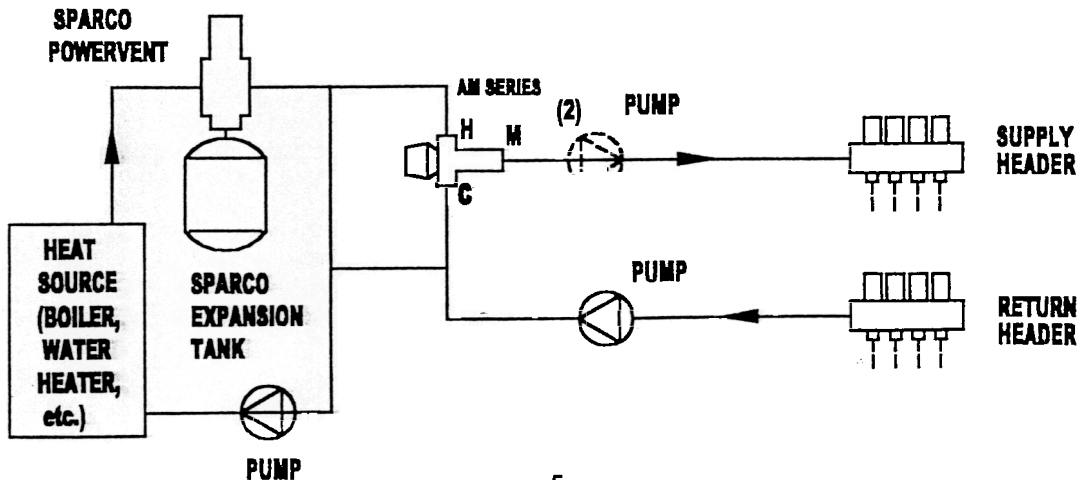 SPARCO
POWERVENT
AM SERIES
H
M
C
(2)
PUMP
SUPPLY
HEADER
HEAT
SOURCE
(BOILER,
WATER
HEATER,
etc.)
SPARCO
EXPANSION
TANK
PUMP
RETURN
HEADER
PUMP